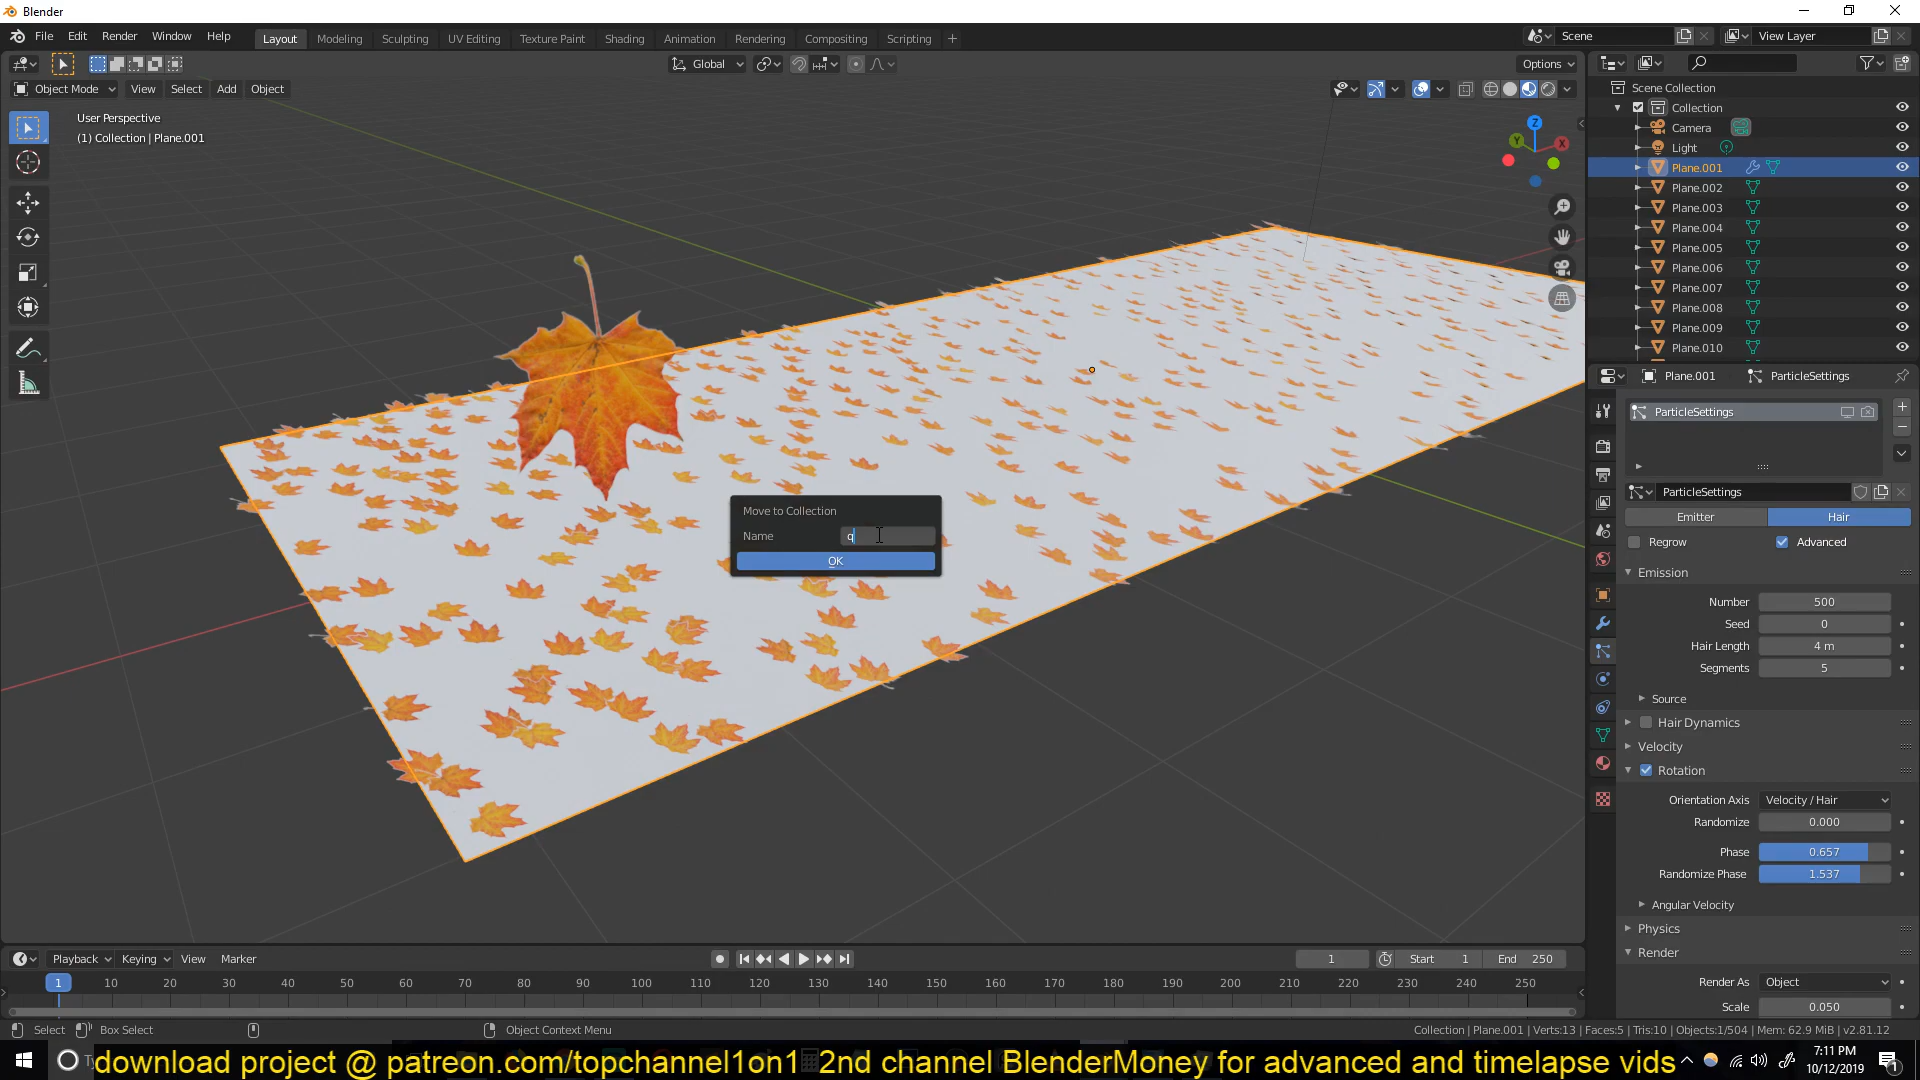 Blender
File Edit Render Window Help
Layout Modeling Sculpting UV Editing Texture Paint Shading Animation Rendering Compositing Scripting +
Scene
View Layer
Global
Options
Object Mode View Select Add Object
User Perspective
(1) Collection | Plane.001
Z
Y
X
Scene Collection
Collection
Camera
Light
Plane.001
Plane.002
Plane.003
Plane.004
Plane.005
Plane.006
Plane.007
Plane.008
Plane.009
Plane.010
Plane.001 ParticleSettings
ParticleSettings
ParticleSettings
Emitter Hair
Regrow Advanced
Emission
Number 500
Seed 0
Hair Length 4 m
Segments 5
Source
Hair Dynamics
Velocity
Rotation
Orientation Axis Velocity / Hair
Randomize 0.000
Phase 0.657
Randomize Phase 1.537
Angular Velocity
Physics
Render
Render As Object
Scale 0.050
Move to Collection
Name q
OK
Playback Keying View Marker
1 Start 1 End 250
1 10 20 30 40 50 60 70 80 90 100 110 120 130 140 150 160 170 180 190 200 210 220 230 240 250
Select Box Select Object Context Menu
Collection | Plane.001 | Verts:13 | Faces:5 | Tris:10 | Objects:1/504 | Mem: 62.9 MiB | v2.81.12
download project @ patreon.com/topchannel1on1 2nd channel BlenderMoney for advanced and timelapse vids
7:11 PM
10/12/2019
1